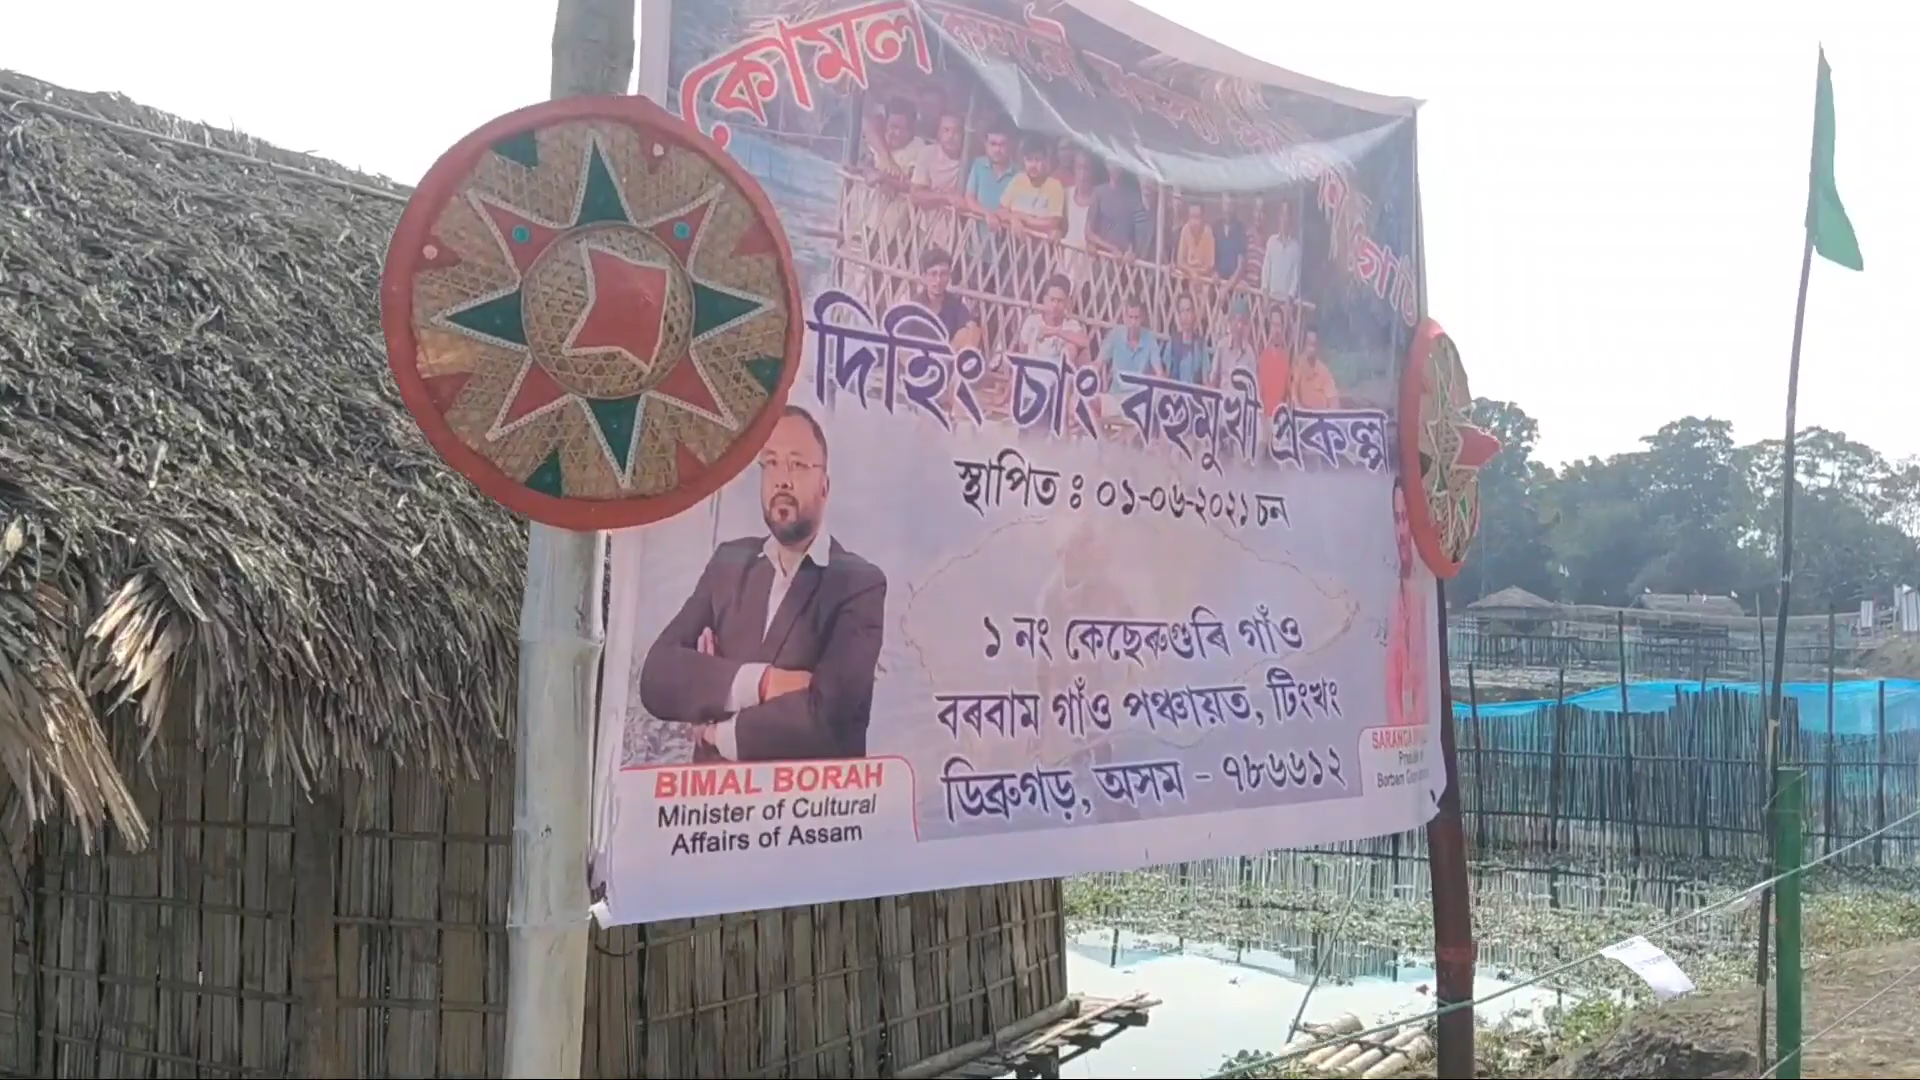 কোমল
দিহিং চাং বহুমুখী প্ৰকল্প
স্থাপিত : ০১-০৬-২০২১ চন
১ নং কেছেৰুগুৰি গাঁও
বৰবাম গাঁও পঞ্চায়ত, টিংখং
ডিব্ৰুগড়, অসম - ৭৮৬৬১২
BIMAL BORAH
Minister of Cultural
Affairs of Assam